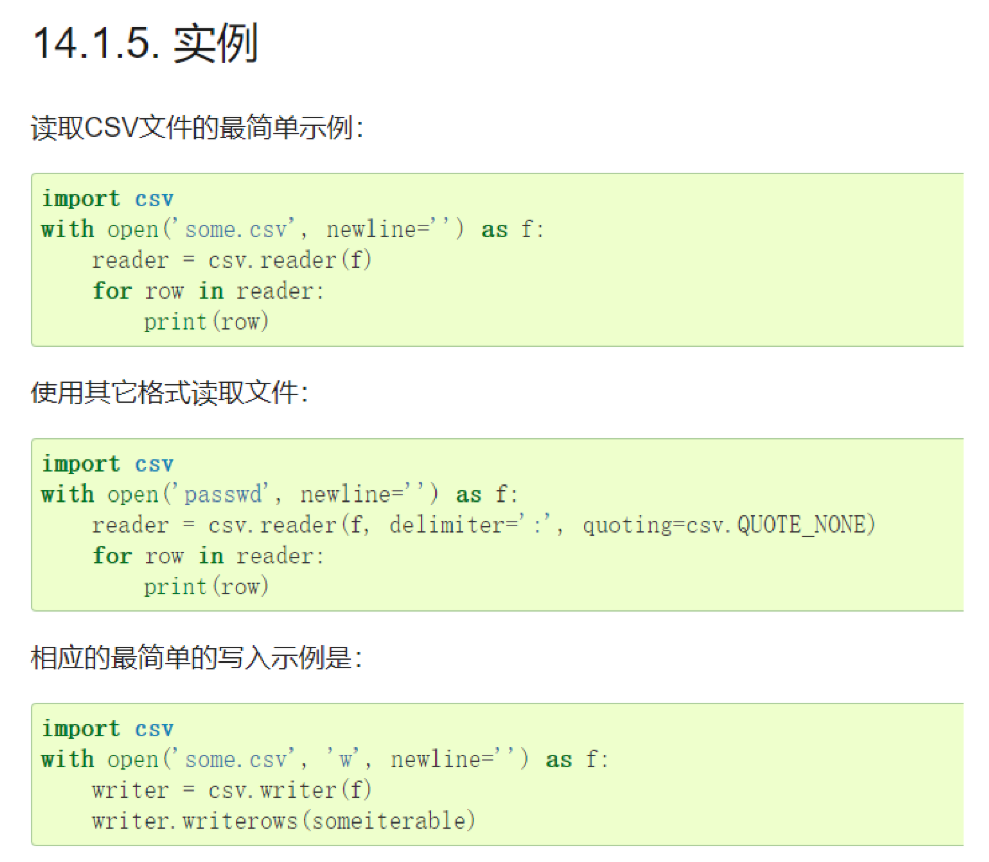 14.1.5. 实例
读取CSV文件的最简单示例：
import csv
with open('some.csv', newline='') as f:
    reader = csv.reader(f)
    for row in reader:
        print(row)
使用其它格式读取文件：
import csv
with open('passwd', newline='') as f:
    reader = csv.reader(f, delimiter=':', quoting=csv.QUOTE_NONE)
    for row in reader:
        print(row)
相应的最简单的写入示例是：
import csv
with open('some.csv', 'w', newline='') as f:
    writer = csv.writer(f)
    writer.writerows(someiterable)